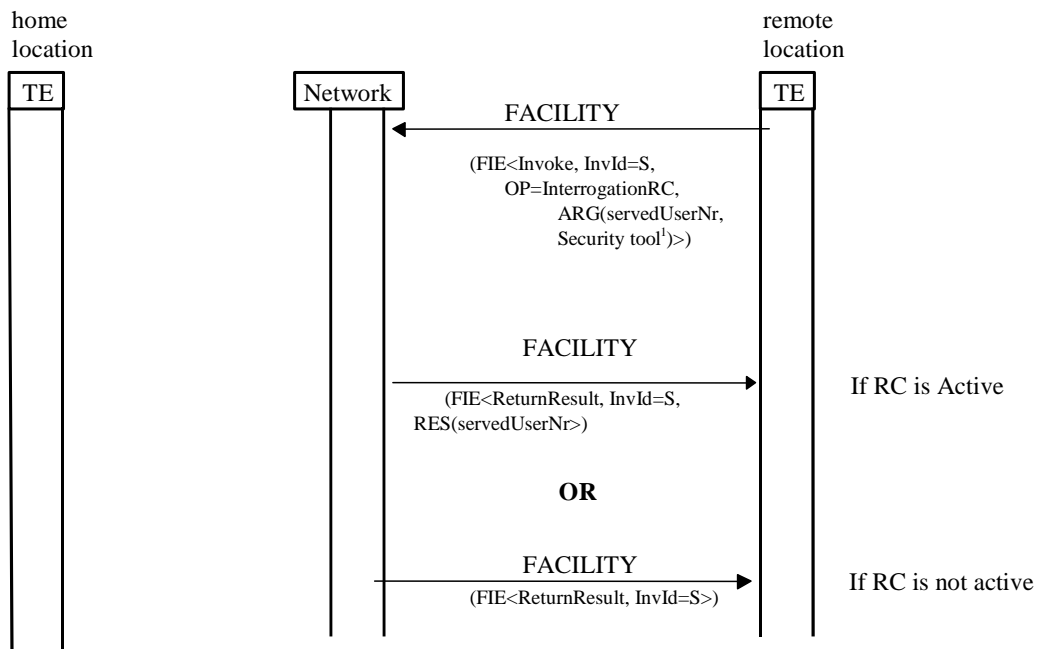 home
location
remote
location
TE
Network
TE
FACILITY
(FIE<Invoke, InvId=S,
OP=InterrogationRC,
ARG(servedUserNr,
Security tool¹)>)
FACILITY
(FIE<ReturnResult, InvId=S,
RES(servedUserNr>)
If RC is Active
OR
FACILITY
(FIE<ReturnResult, InvId=S>)
If RC is not active